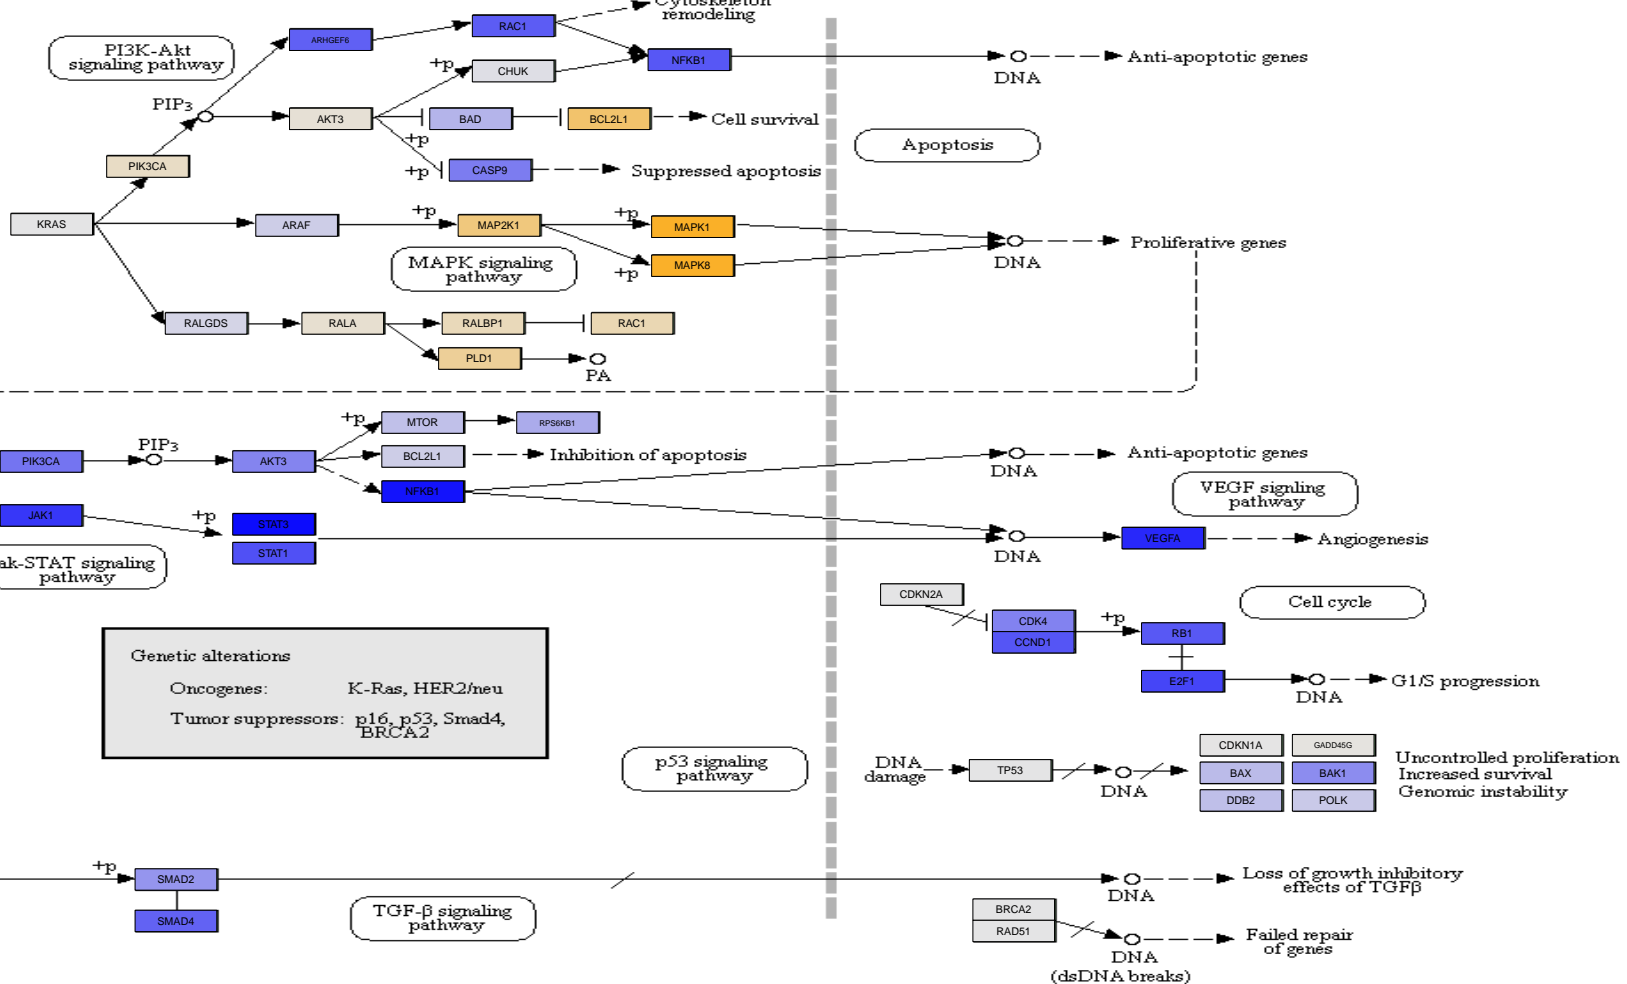 Cytoskeleton
remodeling
RAC1
ARHGEF6
PI3K-Akt
signaling pathway
NFKB1
Anti-apoptotic genes
DNA
+p
CHUK
PIP3
AKT3
BAD
BCL2L1
Cell survival
+p
Apoptosis
PIK3CA
+p
CASP9
Suppressed apoptosis
KRAS
ARAF
+p
MAP2K1
+p
MAPK1
MAPK8
+p
DNA
Proliferative genes
MAPK signaling
pathway
RALGDS
RALA
RALBP1
RAC1
PLD1
PA
+p
MTOR
RPS6KB1
PIK3CA
PIP3
AKT3
BCL2L1
Inhibition of apoptosis
NFKB1
DNA
Anti-apoptotic genes
VEGF signling
pathway
JAK1
+p
STAT3
STAT1
DNA
VEGFA
Angiogenesis
ak-STAT signaling
pathway
CDKN2A
Cell cycle
CDK4
CCND1
+p
RB1
E2F1
DNA
G1/S progression
Genetic alterations
Oncogenes: K-Ras, HER2/neu
Tumor suppressors: p16, p53, Smad4,
BRCA2
p53 signaling
pathway
DNA
damage
TP53
DNA
CDKN1A
GADD45G
BAX
BAK1
DDB2
POLK
Uncontrolled proliferation
Increased survival
Genomic instability
+p
SMAD2
SMAD4
TGF-β signaling
pathway
DNA
Loss of growth inhibitory
effects of TGFβ
BRCA2
RAD51
DNA
(dsDNA breaks)
Failed repair
of genes